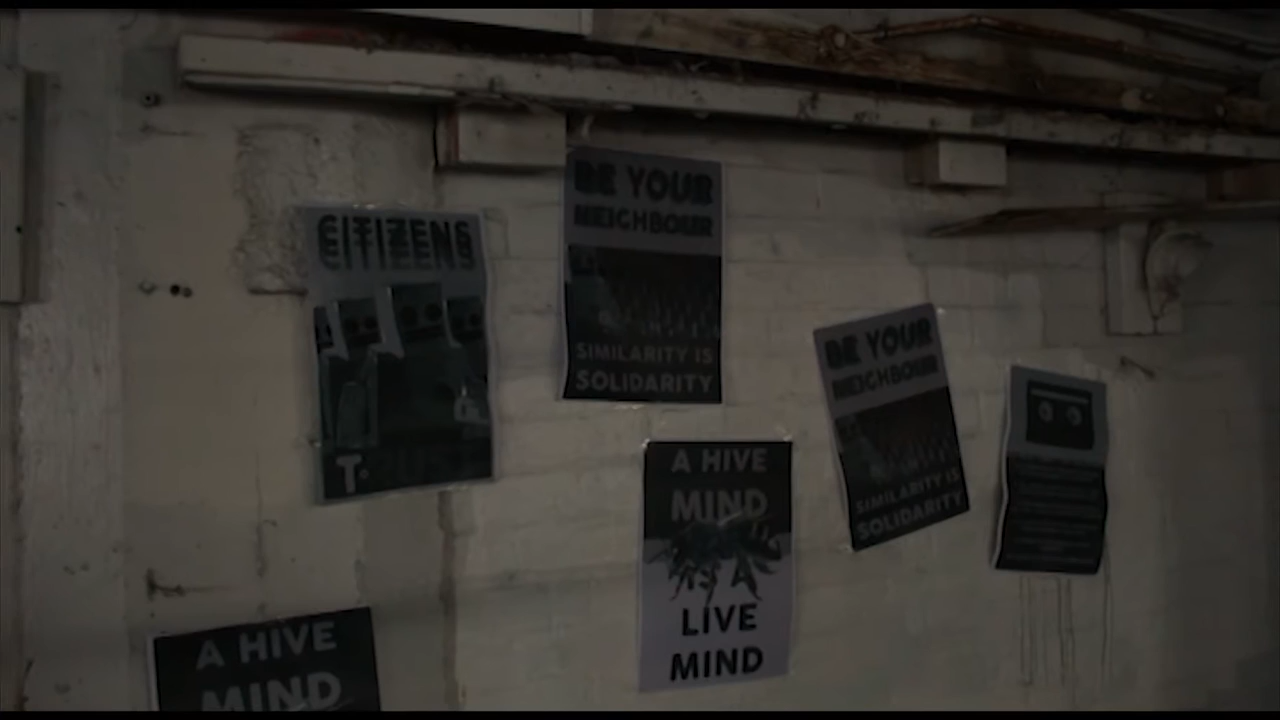 CITIZENS
T.
BE YOUR
NEIGHBOUR
SIMILARITY IS
SOLIDARITY
A HIVE
MIND
IS A
LIVE
MIND
BE YOUR
NEIGHBOUR
SIMILARITY IS
SOLIDARITY
A HIVE
MIND